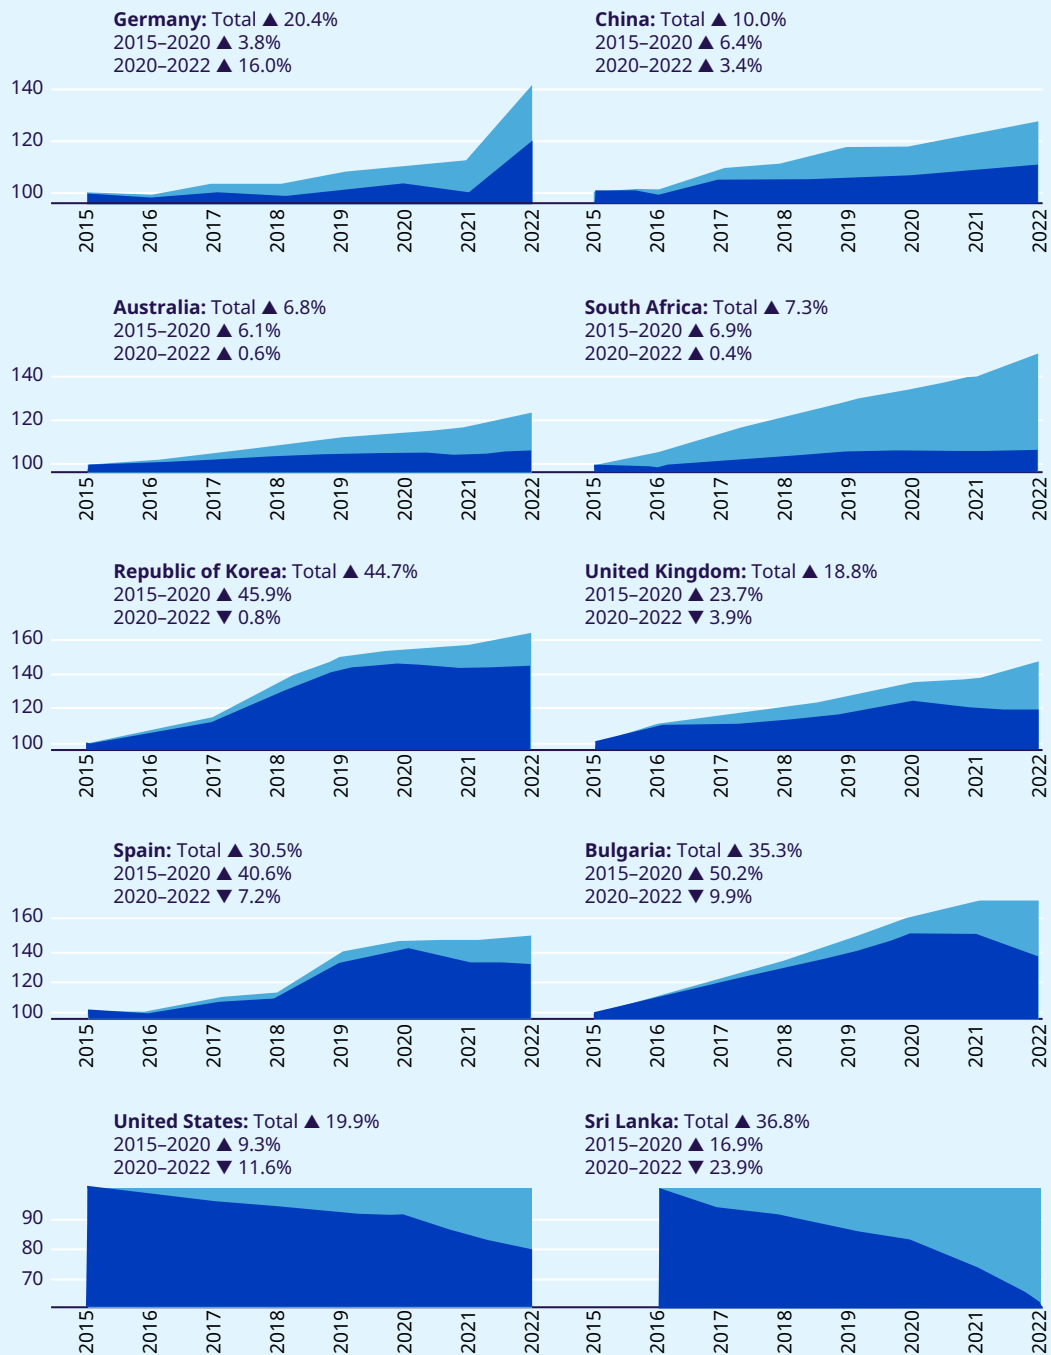 Germany: Total ▲ 20.4%
2015–2020 ▲ 3.8%
2020–2022 ▲ 16.0%
140
120
100
2015 2016 2017 2018 2019 2020 2021 2022
China: Total ▲ 10.0%
2015–2020 ▲ 6.4%
2020–2022 ▲ 3.4%
2015 2016 2017 2018 2019 2020 2021 2022
Australia: Total ▲ 6.8%
2015–2020 ▲ 6.1%
2020–2022 ▲ 0.6%
140
120
100
2015 2016 2017 2018 2019 2020 2021 2022
South Africa: Total ▲ 7.3%
2015–2020 ▲ 6.9%
2020–2022 ▲ 0.4%
2015 2016 2017 2018 2019 2020 2021 2022
Republic of Korea: Total ▲ 44.7%
2015–2020 ▲ 45.9%
2020–2022 ▼ 0.8%
160
140
120
100
2015 2016 2017 2018 2019 2020 2021 2022
United Kingdom: Total ▲ 18.8%
2015–2020 ▲ 23.7%
2020–2022 ▼ 3.9%
2015 2016 2017 2018 2019 2020 2021 2022
Spain: Total ▲ 30.5%
2015–2020 ▲ 40.6%
2020–2022 ▼ 7.2%
160
140
120
100
2015 2016 2017 2018 2019 2020 2021 2022
Bulgaria: Total ▲ 35.3%
2015–2020 ▲ 50.2%
2020–2022 ▼ 9.9%
2015 2016 2017 2018 2019 2020 2021 2022
United States: Total ▲ 19.9%
2015–2020 ▲ 9.3%
2020–2022 ▼ 11.6%
90
80
70
2015 2016 2017 2018 2019 2020 2021 2022
Sri Lanka: Total ▲ 36.8%
2015–2020 ▲ 16.9%
2020–2022 ▼ 23.9%
2015 2016 2017 2018 2019 2020 2021 2022